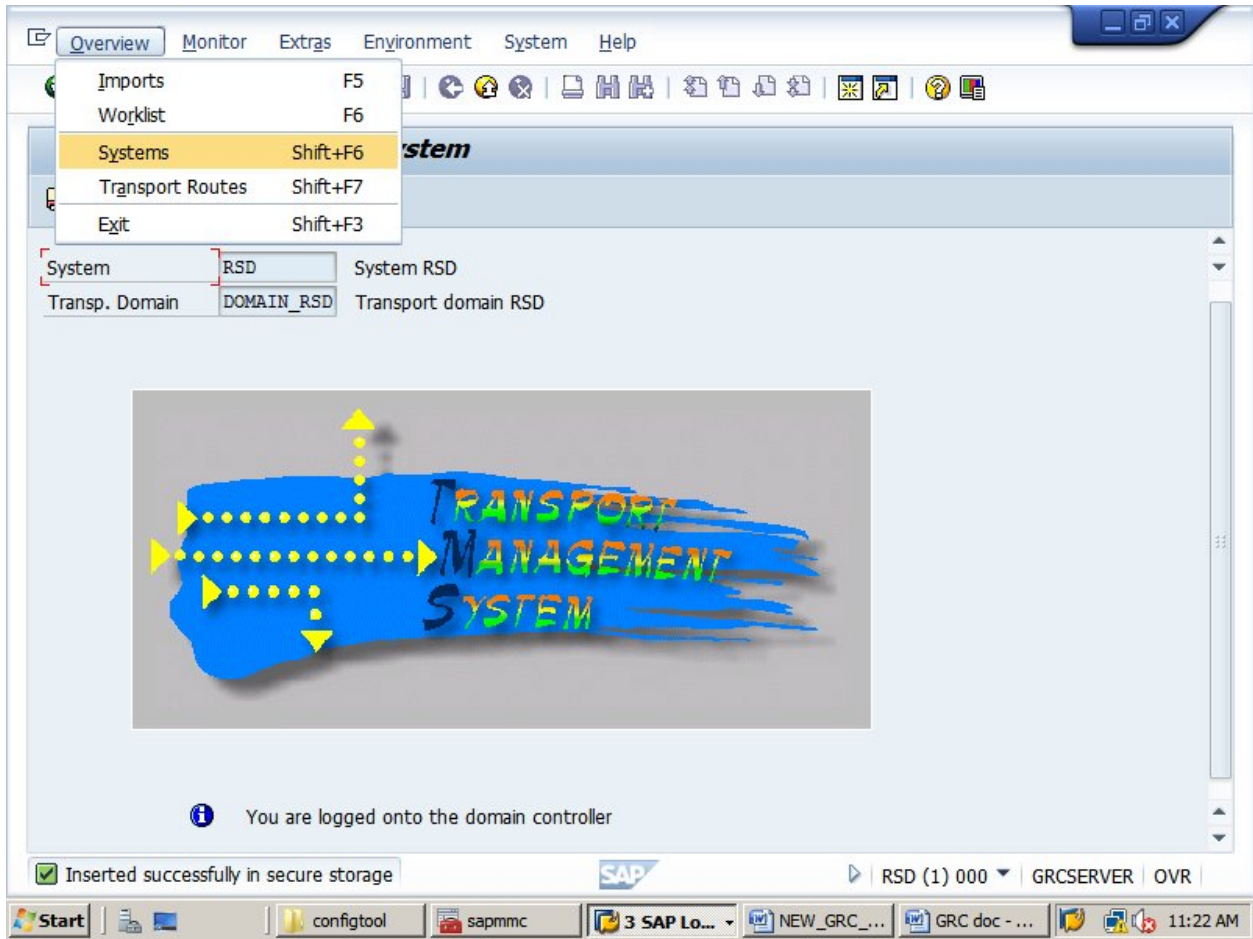 Overview Monitor Extras Environment System Help
Imports F5
Worklist F6
Systems Shift+F6
Transport Routes Shift+F7
Exit Shift+F3
stem
System RSD System RSD
Transp. Domain DOMAIN_RSD Transport domain RSD
TRANSPORT
MANAGEMENT
SYSTEM
You are logged onto the domain controller
Inserted successfully in secure storage SAP RSD (1) 000 GRCSERVER OVR
Start configtool sapmmc 3 SAP Lo... NEW_GRC_... GRC doc - ... 11:22 AM